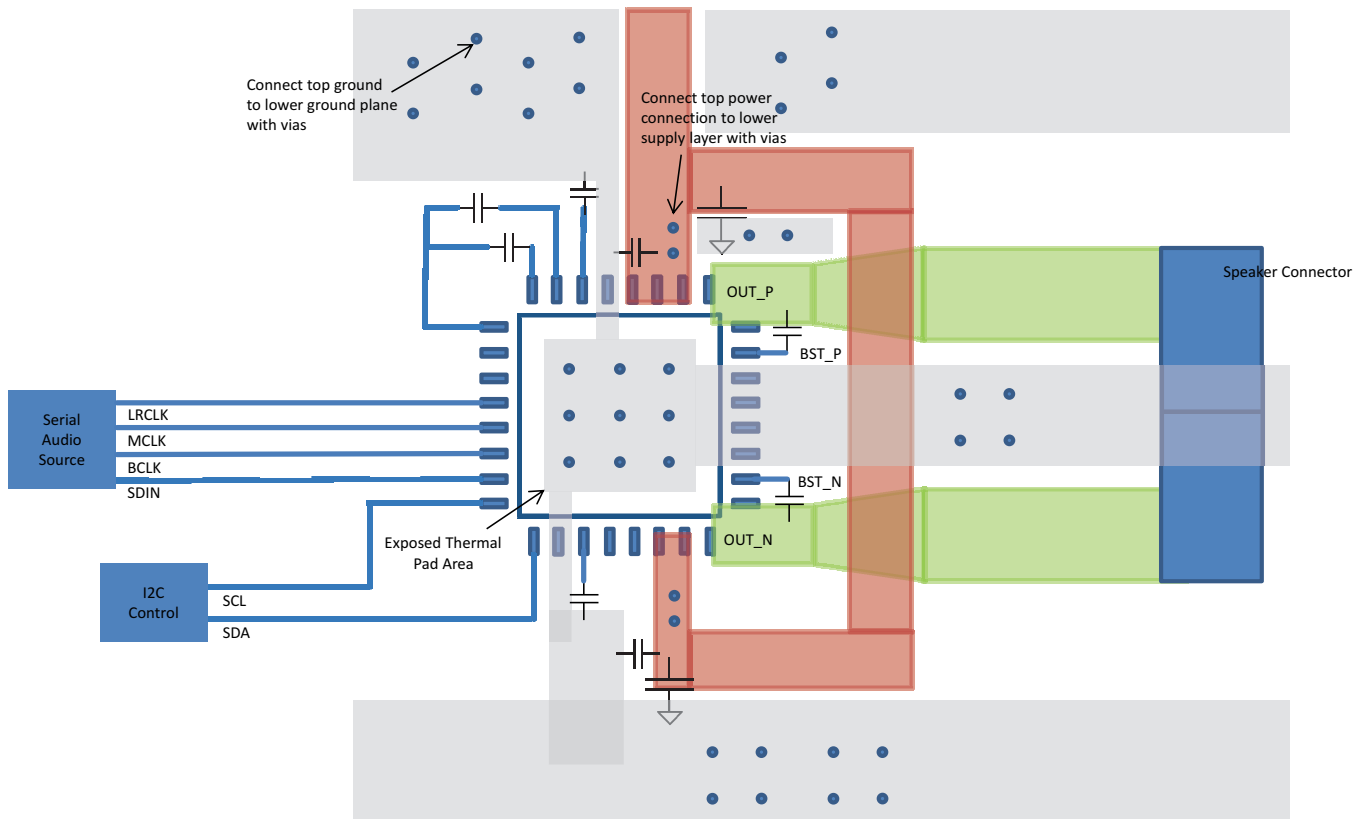 Connect top ground
to lower ground plane
with vias
Connect top power
connection to lower
supply layer with vias
Speaker Connector
OUT_P
BST_P
Serial
Audio
Source
LRCLK
MCLK
BCLK
SDIN
BST_N
OUT_N
Exposed Thermal
Pad Area
I2C
Control
SCL
SDA